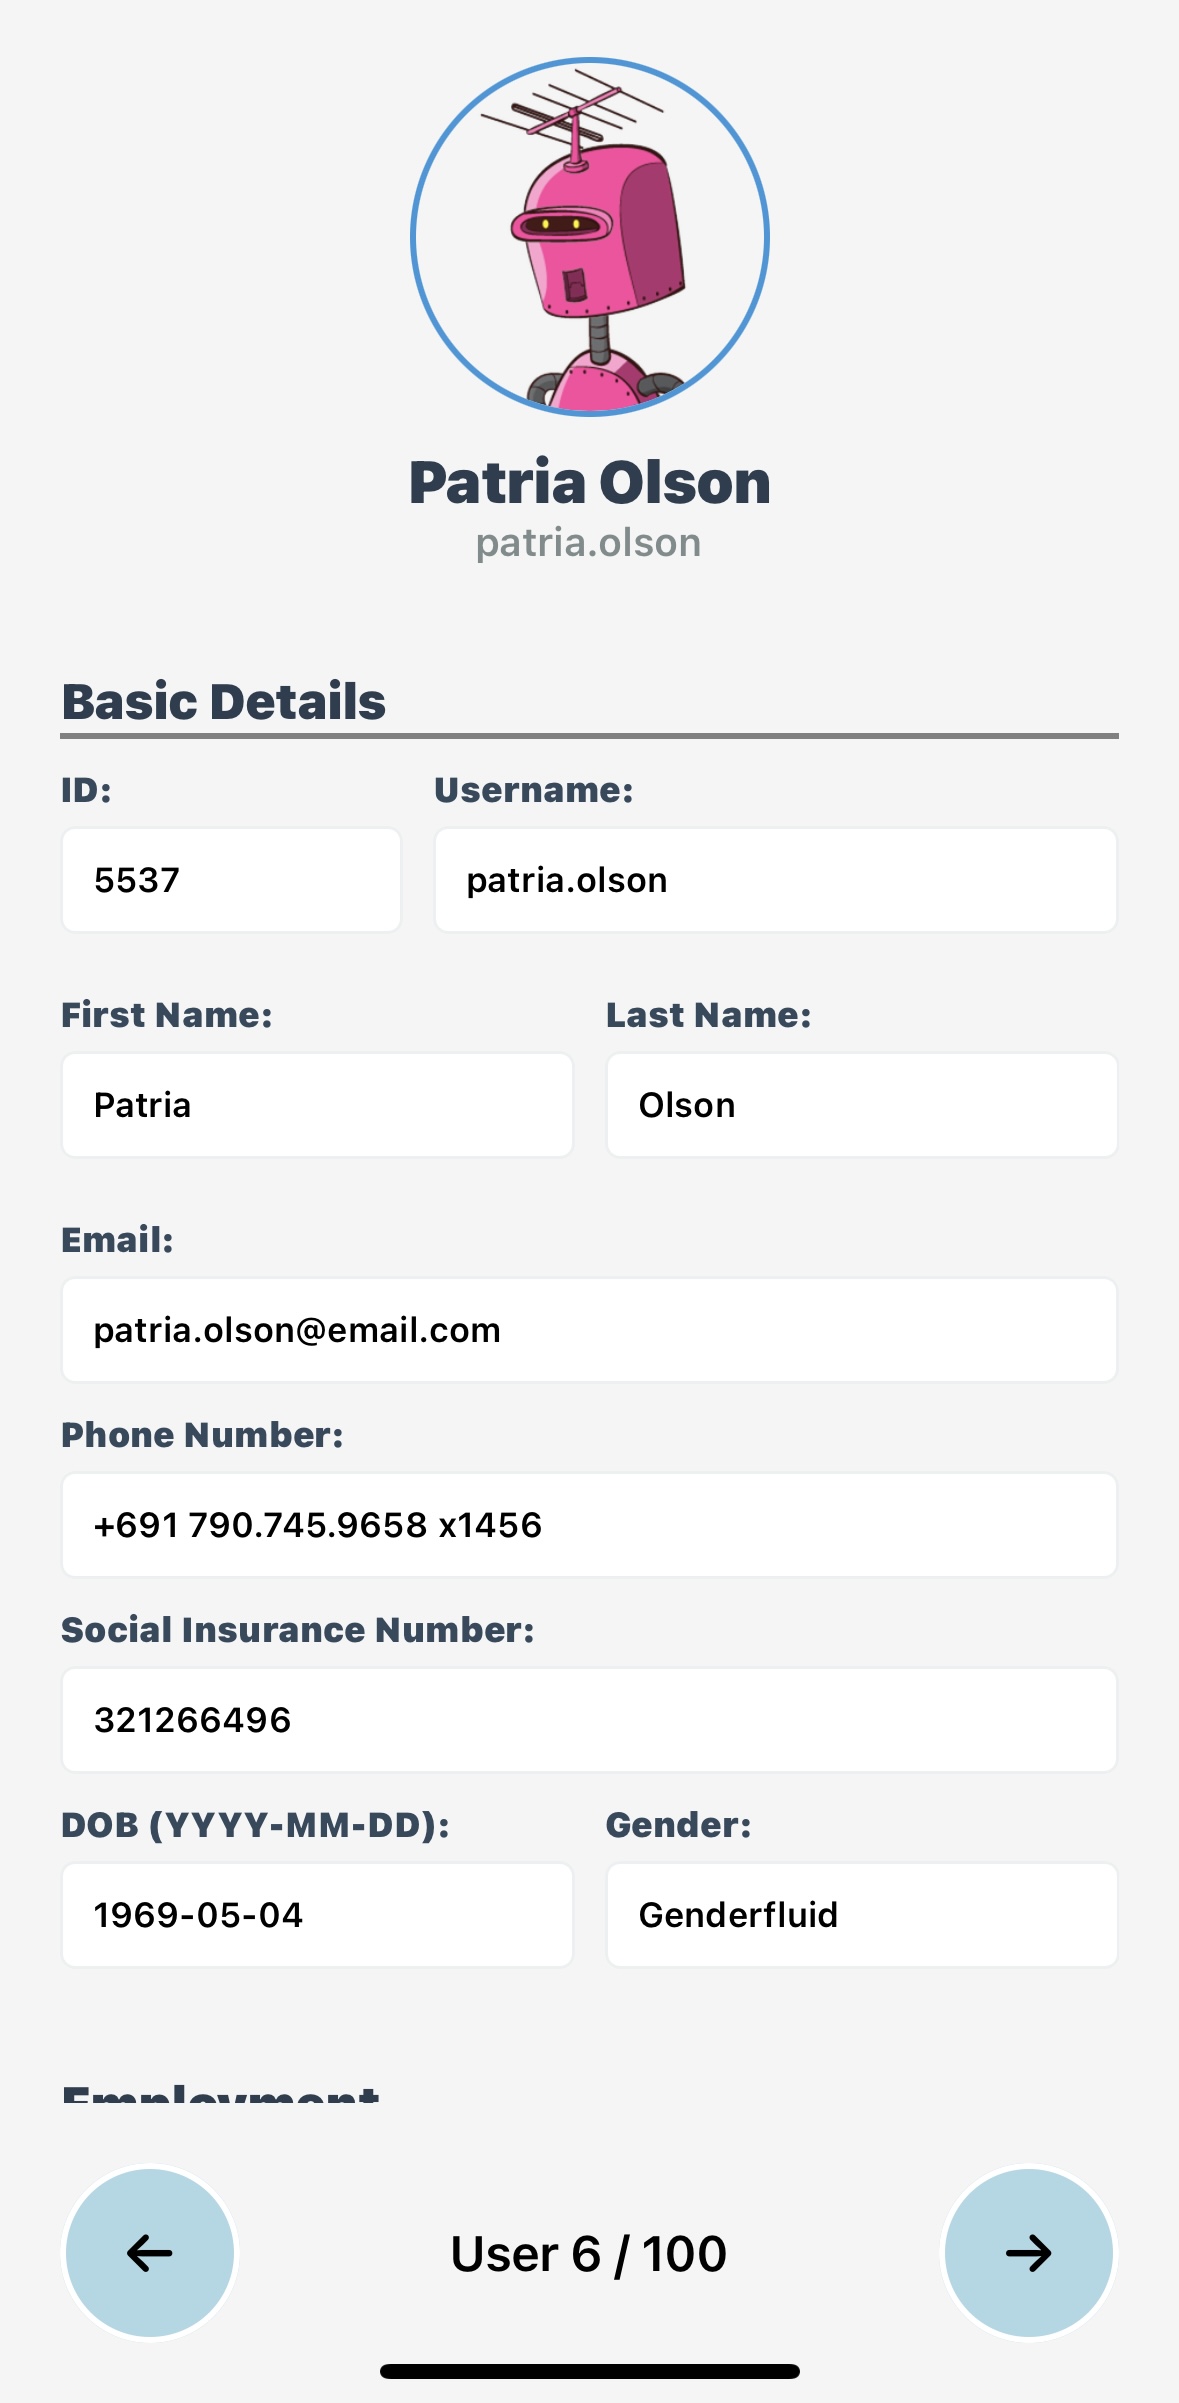 Patria Olson
patria.olson
Basic Details
ID: Username:
5537 patria.olson
First Name: Last Name:
Patria Olson
Email:
patria.olson@email.com
Phone Number:
+691 790.745.9658 x1456
Social Insurance Number:
321266496
DOB (YYYY-MM-DD): Gender:
1969-05-04 Genderfluid
Employment
User 6 / 100